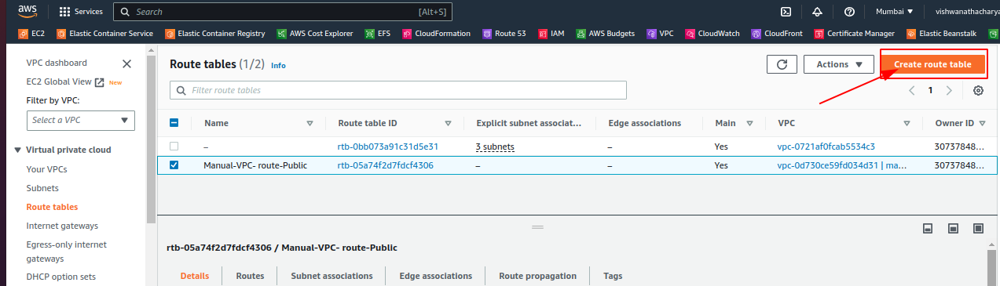 aws Services Search [Alt+S] Mumbai ▼ vishwanathacharya
EC2 Elastic Container Service Elastic Container Registry AWS Cost Explorer EFS CloudFormation Route 53 IAM AWS Budgets VPC CloudWatch CloudFront Certificate Manager Elastic Beanstalk
VPC dashboard
EC2 Global View New
Filter by VPC:
Select a VPC
Virtual private cloud
Your VPCs
Subnets
Route tables
Internet gateways
Egress-only internet
gateways
DHCP option sets
Route tables (1/2) Info
Actions ▼
Create route table
Filter route tables
1
Name Route table ID Explicit subnet associat... Edge associations Main VPC Owner ID
– rtb-0bb073a91c31d5e31 3 subnets – Yes vpc-0721af0fcab5534c3 30737848...
Manual-VPC- route-Public rtb-05a74f2d7fdcf4306 – – Yes vpc-0d730ce59fd034d31 | ma... 30737848...
rtb-05a74f2d7fdcf4306 / Manual-VPC- route-Public
Details Routes Subnet associations Edge associations Route propagation Tags